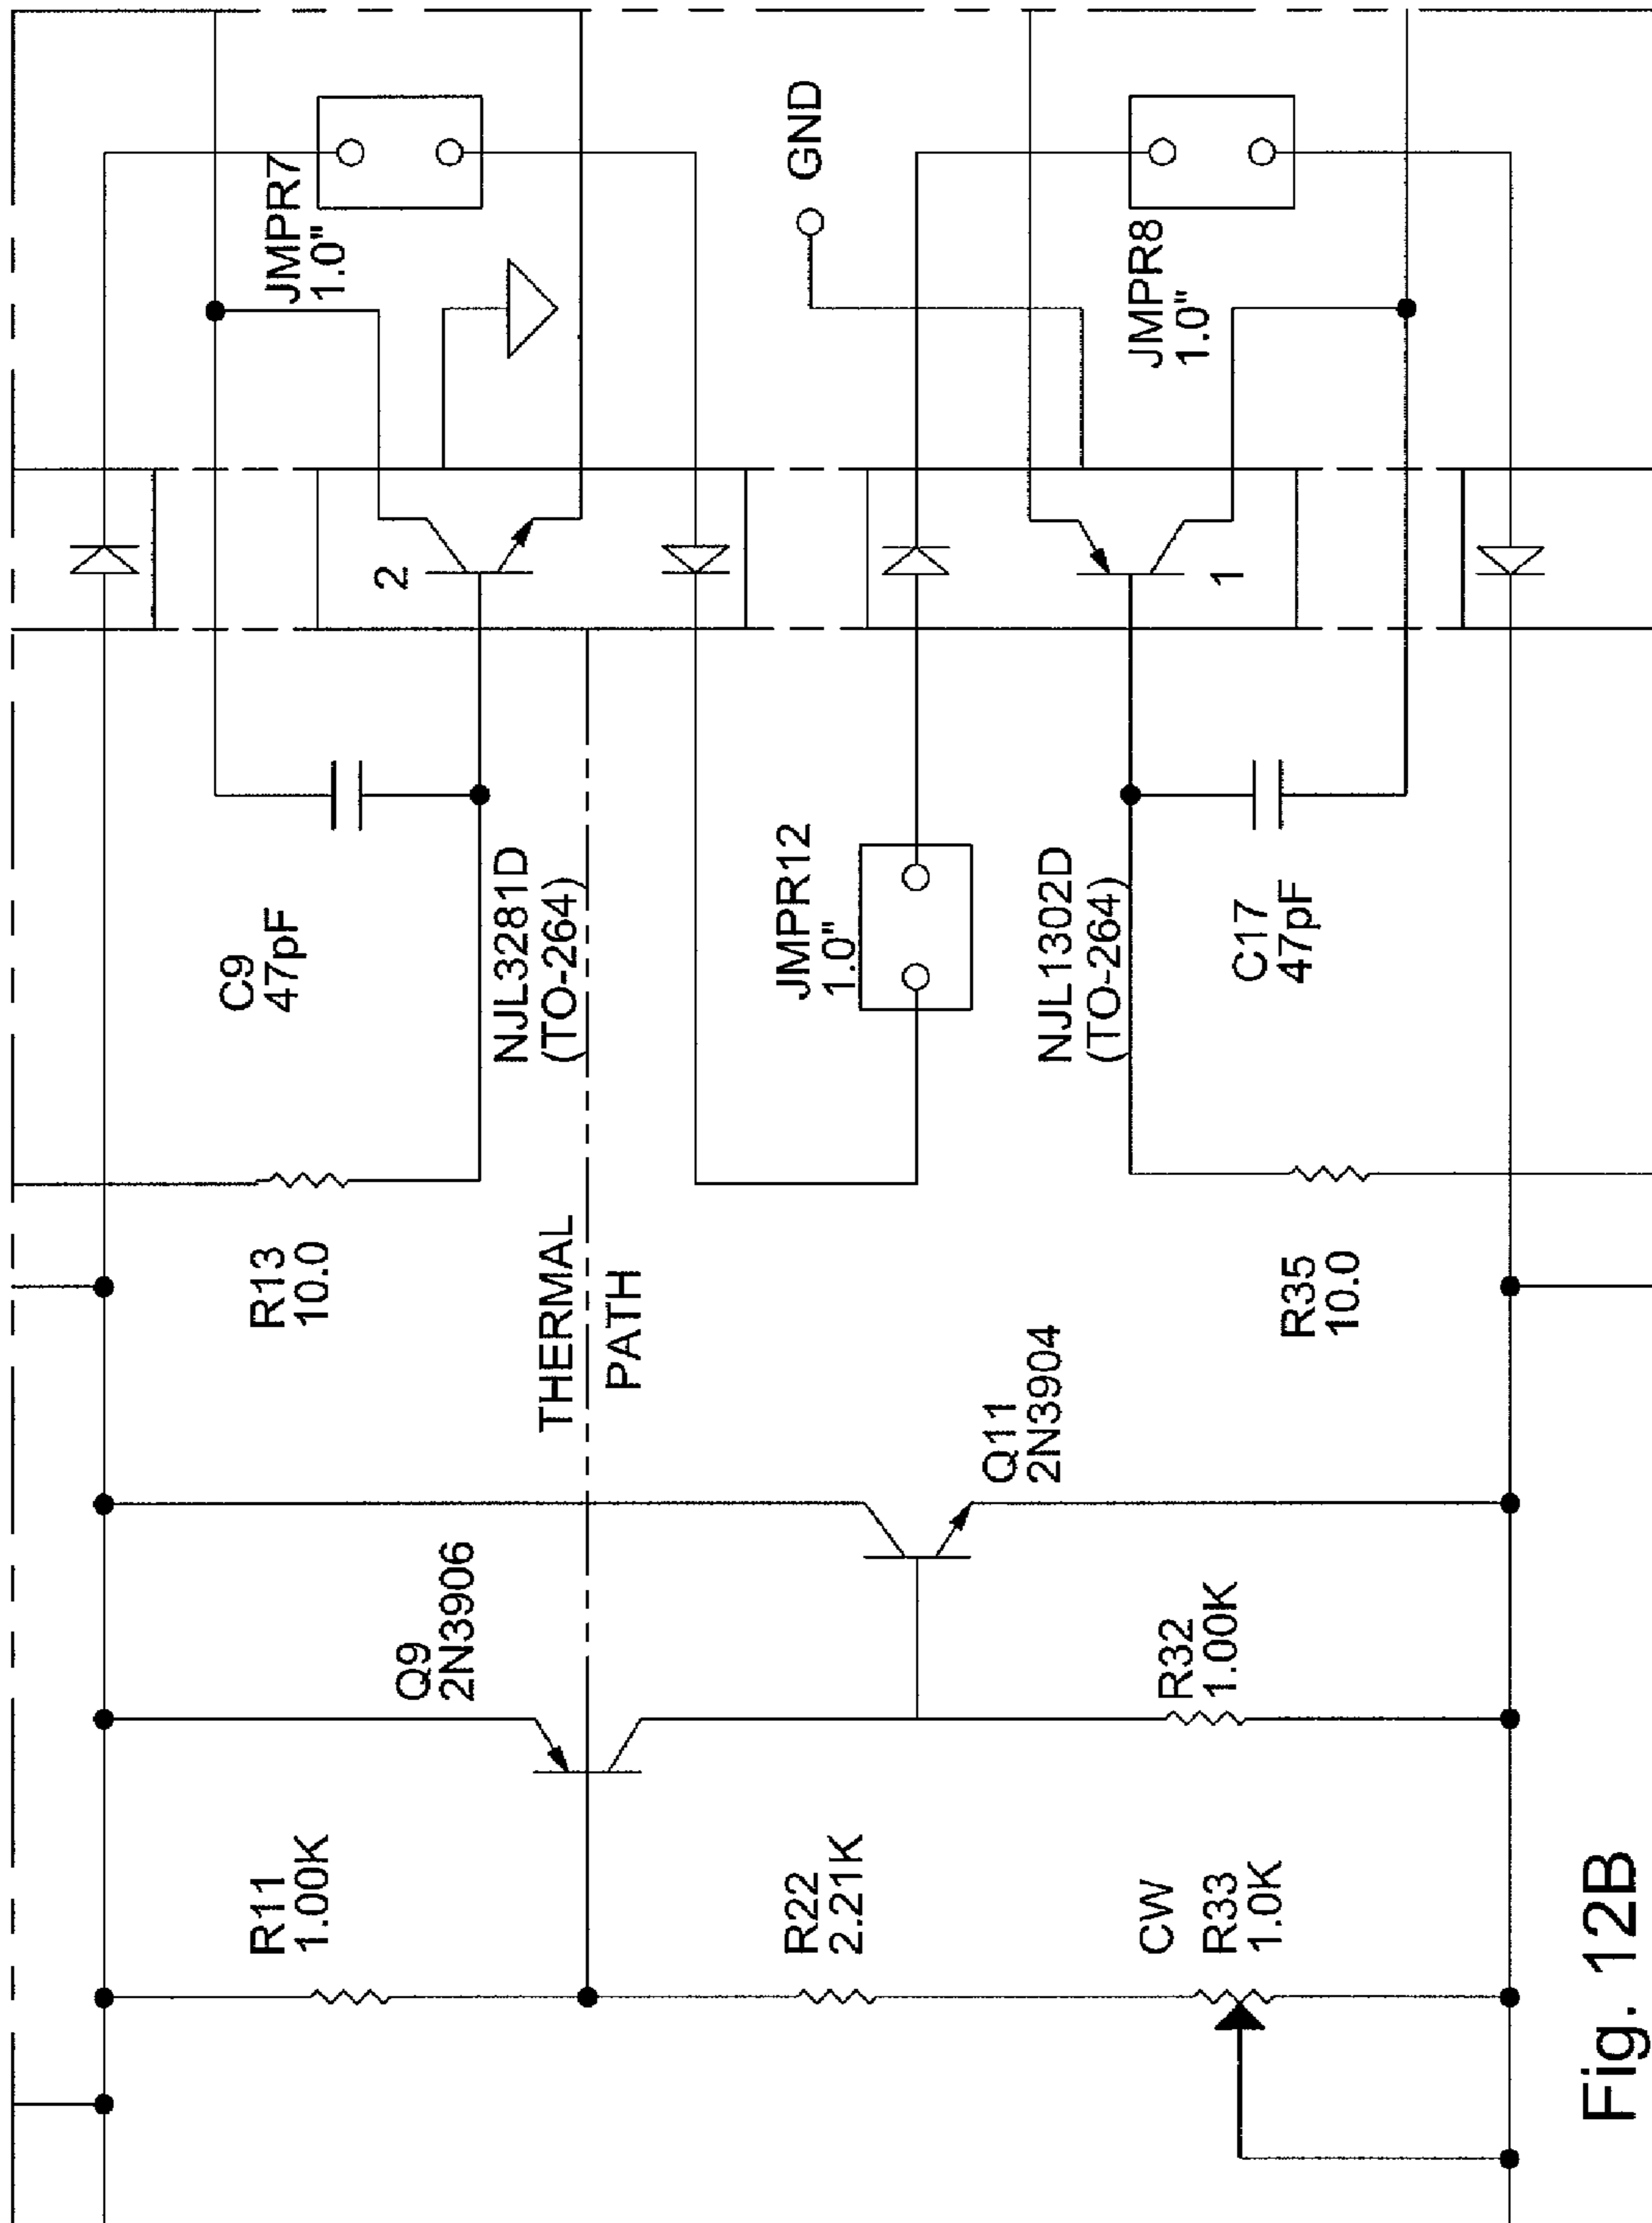 JMPR7
1.0"
GND
JMPR8
1.0"
2
1
C9
47pF
NJL3281D
(TO-264)
JMPR12
1.0"
NJL1302D
(TO-264)
C17
47pF
R13
10.0
THERMAL
PATH
R35
10.0
Q9
2N3906
Q11
2N3904
R32
1.00K
R11
1.00K
R22
2.21K
CW
R33
1.0K
Fig. 12B